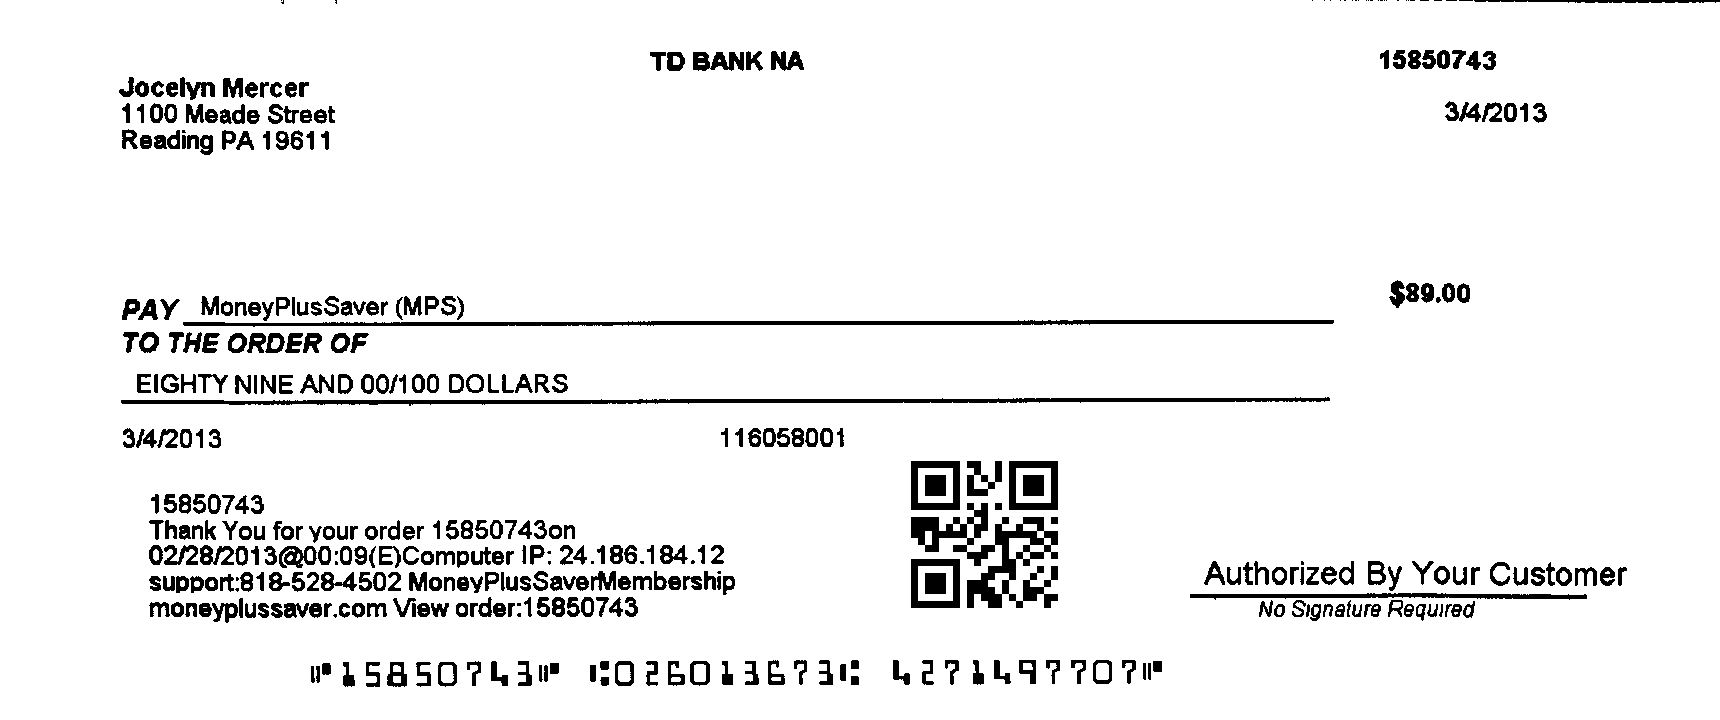 TD BANK NA
15850743
Jocelyn Mercer
1100 Meade Street
3/4/2013
Reading PA 19611
$89.00
PAY MoneyPlusSaver (MPS)
TO THE ORDER OF
EIGHTY NINE AND 00/100 DOLLARS
3/4/2013
116058001
15850743
Thank You for your order 15850743on
02/28/2013@00:09(E)Computer IP: 24.186.184.12
support:818-528-4502 MoneyPlusSaverMembership
moneyplussaver.com View order:15850743
Authorized By Your Customer
No Signature Required
⑈15850743⑈ ⑆026013673⑆ 4271497707⑈